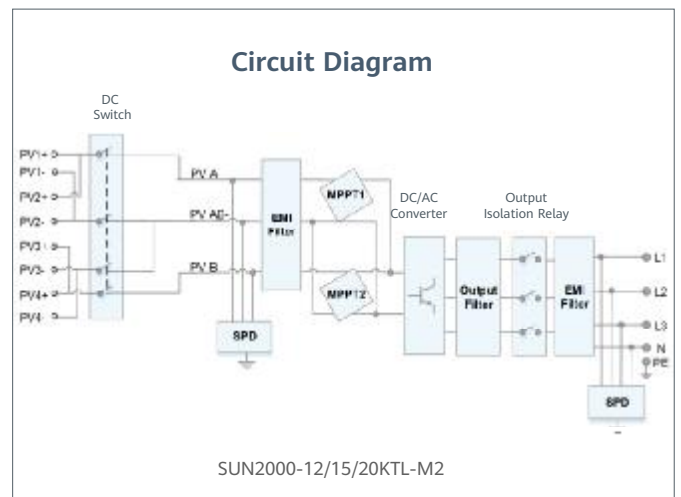 Circuit Diagram
DC
Switch
PV1+
PV1-
PV2+
PV2-
PV3+
PV3-
PV4+
PV4-
PV A
PV AB-
PV B
EMI
Filter
MPPT1
MPPT2
SPD
DC/AC
Converter
Output
Filter
Output
Isolation Relay
EMI
Filter
L1
L2
L3
N
PE
SPD
SUN2000-12/15/20KTL-M2